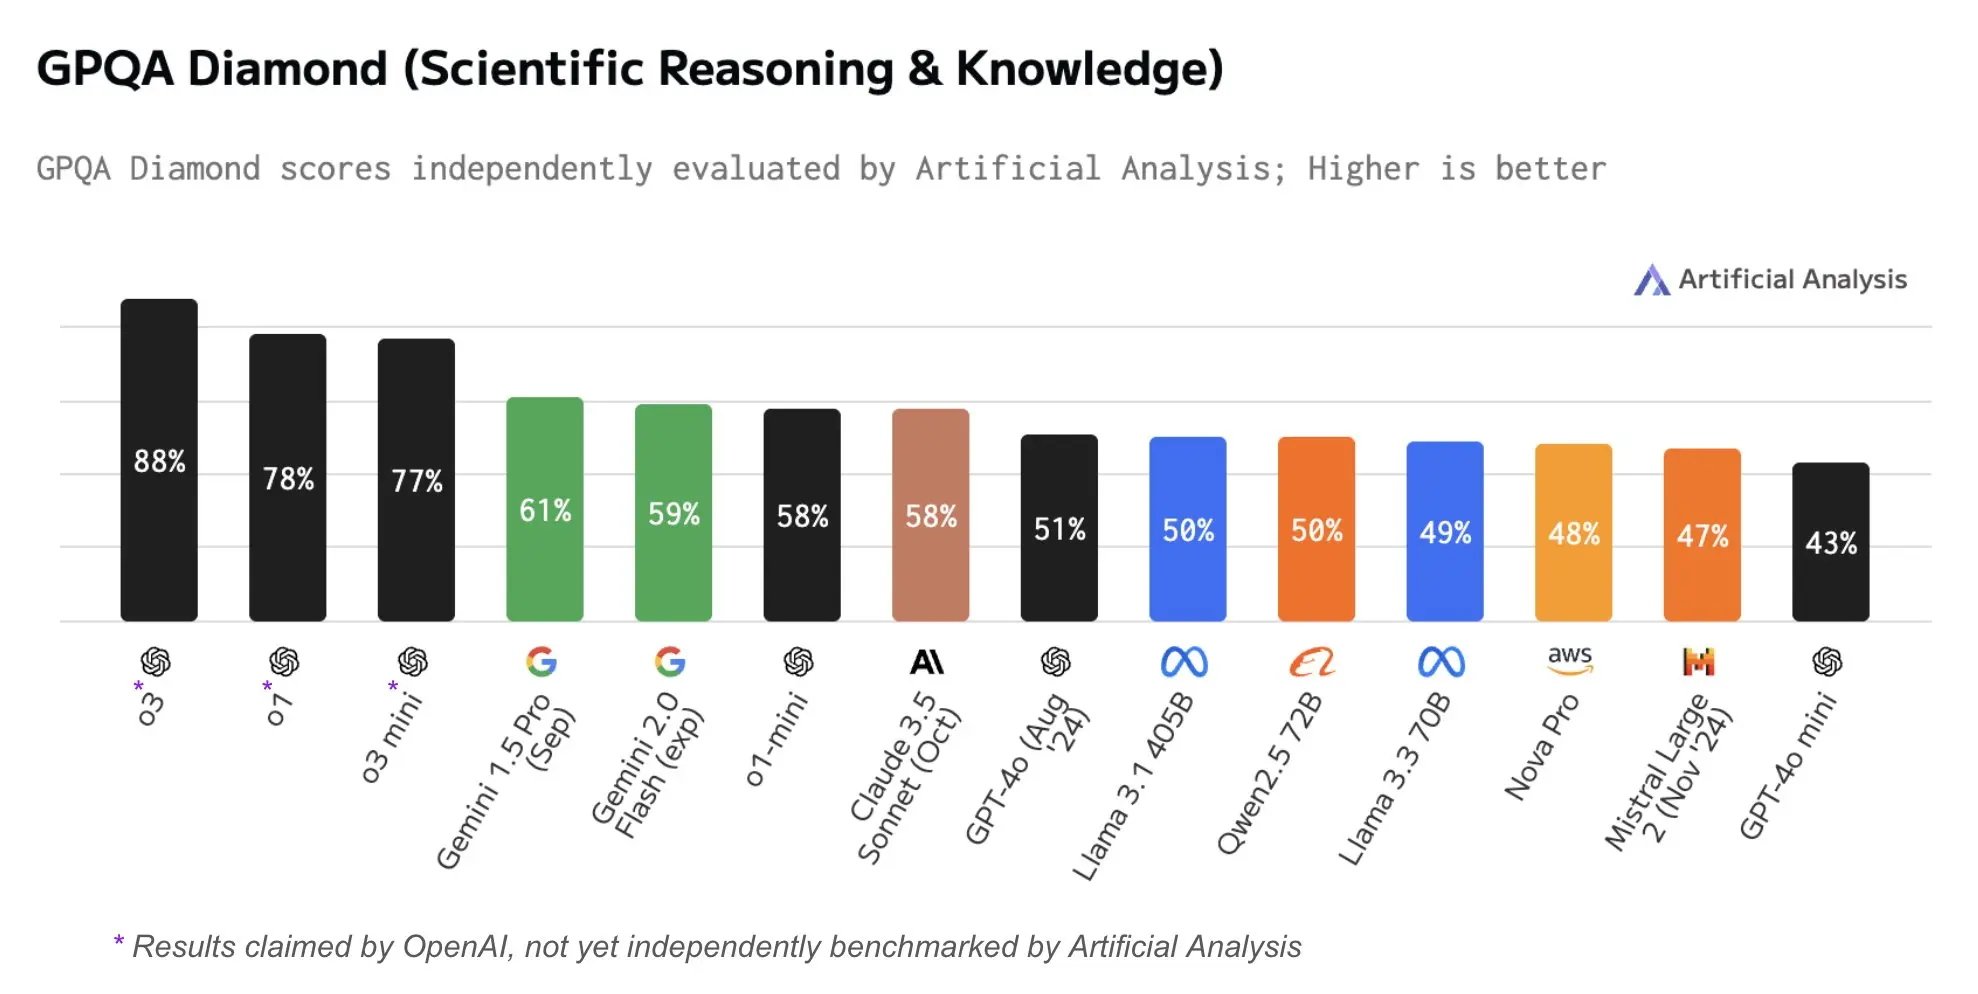 GPQA Diamond (Scientific Reasoning & Knowledge)
GPQA Diamond scores independently evaluated by Artificial Analysis; Higher is better
Artificial Analysis
88%
78%
77%
61%
59%
58%
58%
51%
50%
50%
49%
48%
47%
43%
aws
* o3
* o1
* o3 mini
Gemini 1.5 Pro
(Sep)
Gemini 2.0
Flash (exp)
o1-mini
Claude 3.5
Sonnet (Oct)
GPT-4o (Aug
'24)
Llama 3.1 405B
Qwen2.5 72B
Llama 3.3 70B
Nova Pro
Mistral Large
2 (Nov '24)
GPT-4o mini
* Results claimed by OpenAI, not yet independently benchmarked by Artificial Analysis